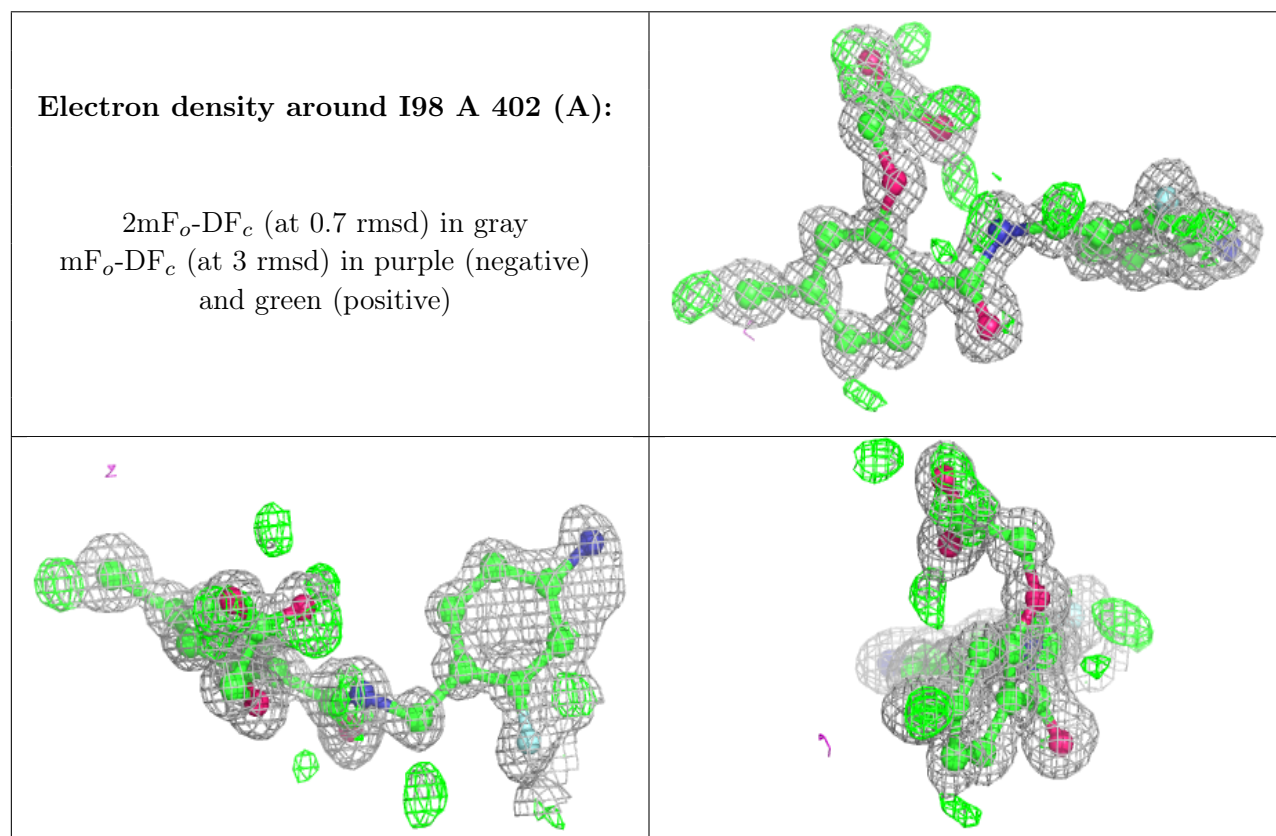 Electron density around I98 A 402 (A):
2mFₒ-DF𝑐 (at 0.7 rmsd) in gray
mFₒ-DF𝑐 (at 3 rmsd) in purple (negative)
and green (positive)